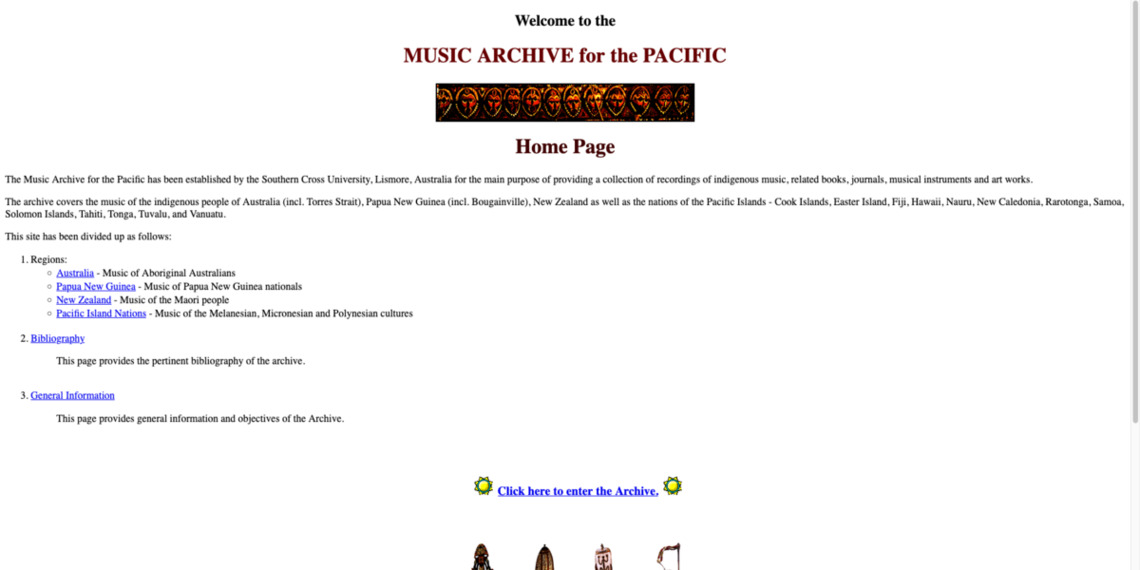 Welcome to the
MUSIC ARCHIVE for the PACIFIC
Home Page
The Music Archive for the Pacific has been established by the Southern Cross University, Lismore, Australia for the main purpose of providing a collection of recordings of indigenous music, related books, journals, musical instruments and art works.
The archive covers the music of the indigenous people of Australia (incl. Torres Strait), Papua New Guinea (incl. Bougainville), New Zealand as well as the nations of the Pacific Islands - Cook Islands, Easter Island, Fiji, Hawaii, Nauru, New Caledonia, Rarotonga, Samoa,
Solomon Islands, Tahiti, Tonga, Tuvalu, and Vanuatu.
This site has been divided up as follows:
1. Regions:
Australia - Music of Aboriginal Australians
Papua New Guinea - Music of Papua New Guinea nationals
New Zealand - Music of the Maori people
Pacific Island Nations - Music of the Melanesian, Micronesian and Polynesian cultures
2. Bibliography
This page provides the pertinent bibliography of the archive.
3. General Information
This page provides general information and objectives of the Archive.
Click here to enter the Archive.